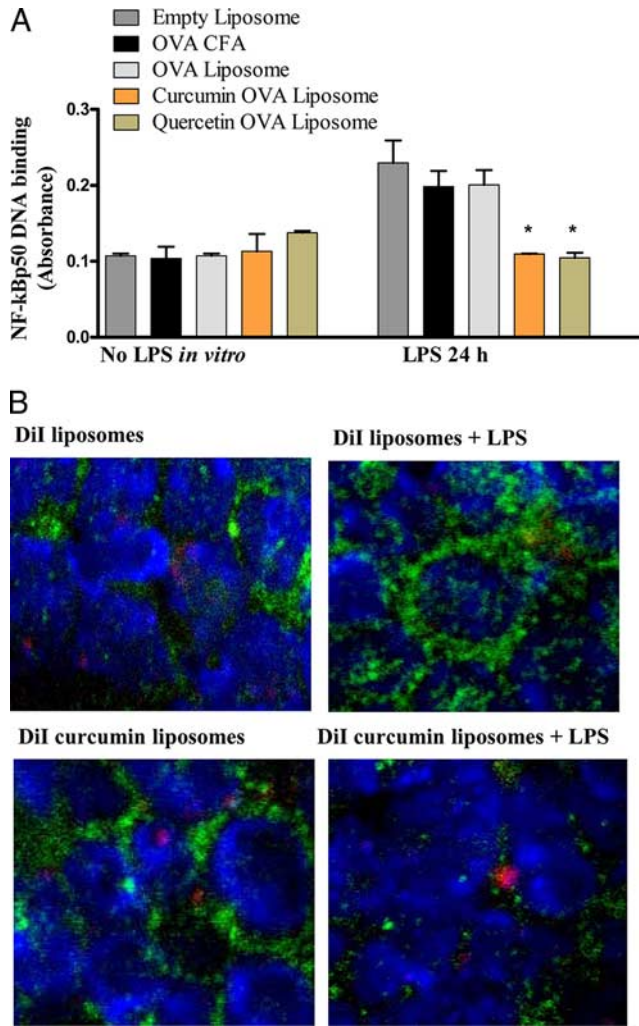 A
Empty Liposome
OVA CFA
OVA Liposome
Curcumin OVA Liposome
Quercetin OVA Liposome
NF-kBp50 DNA binding
(Absorbance)
0.3
0.2
0.1
0.0
* *
No LPS in vitro LPS 24 h
B
DiI liposomes DiI liposomes + LPS
DiI curcumin liposomes DiI curcumin liposomes + LPS